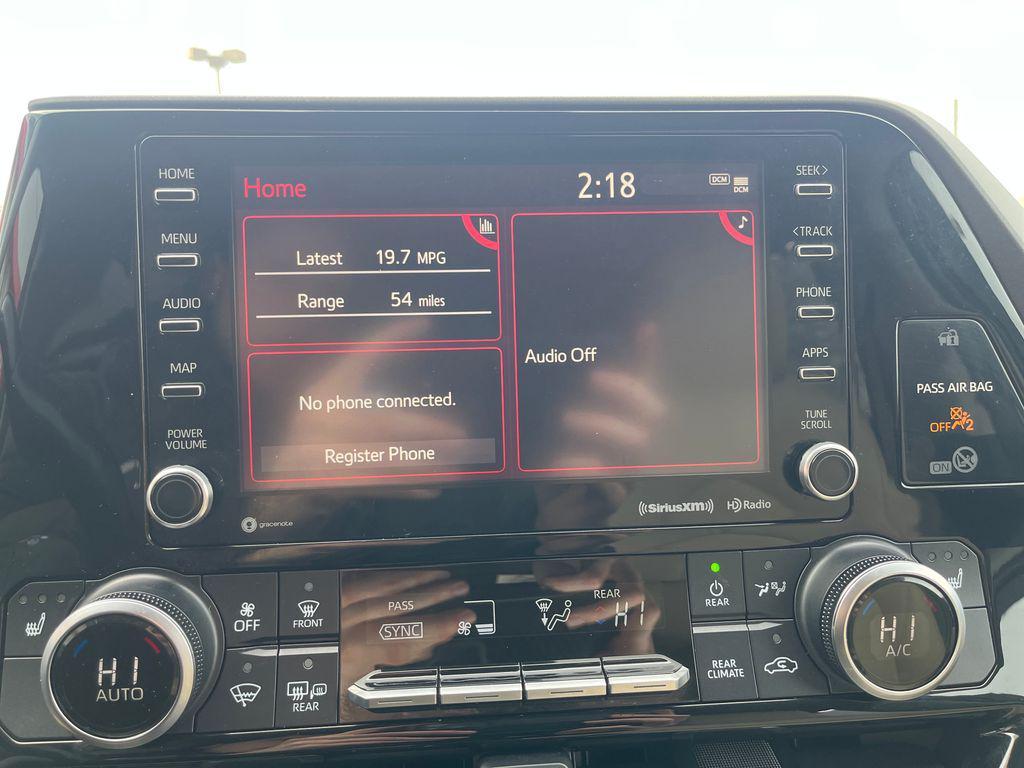 HOME
SEEK>
Home 2:18 DCM DCM
MENU
<TRACK
Latest 19.7 MPG
Range 54 miles
AUDIO
PHONE
MAP
Audio Off
APPS
No phone connected.
PASS AIR BAG
POWER
VOLUME
TUNE
SCROLL
OFF 2
Register Phone
ON
gracenote
((SiriusXM))
HD Radio
OFF
FRONT
PASS
SYNC
REAR
HI
REAR
HI
AUTO
REAR
REAR
CLIMATE
HI
A/C